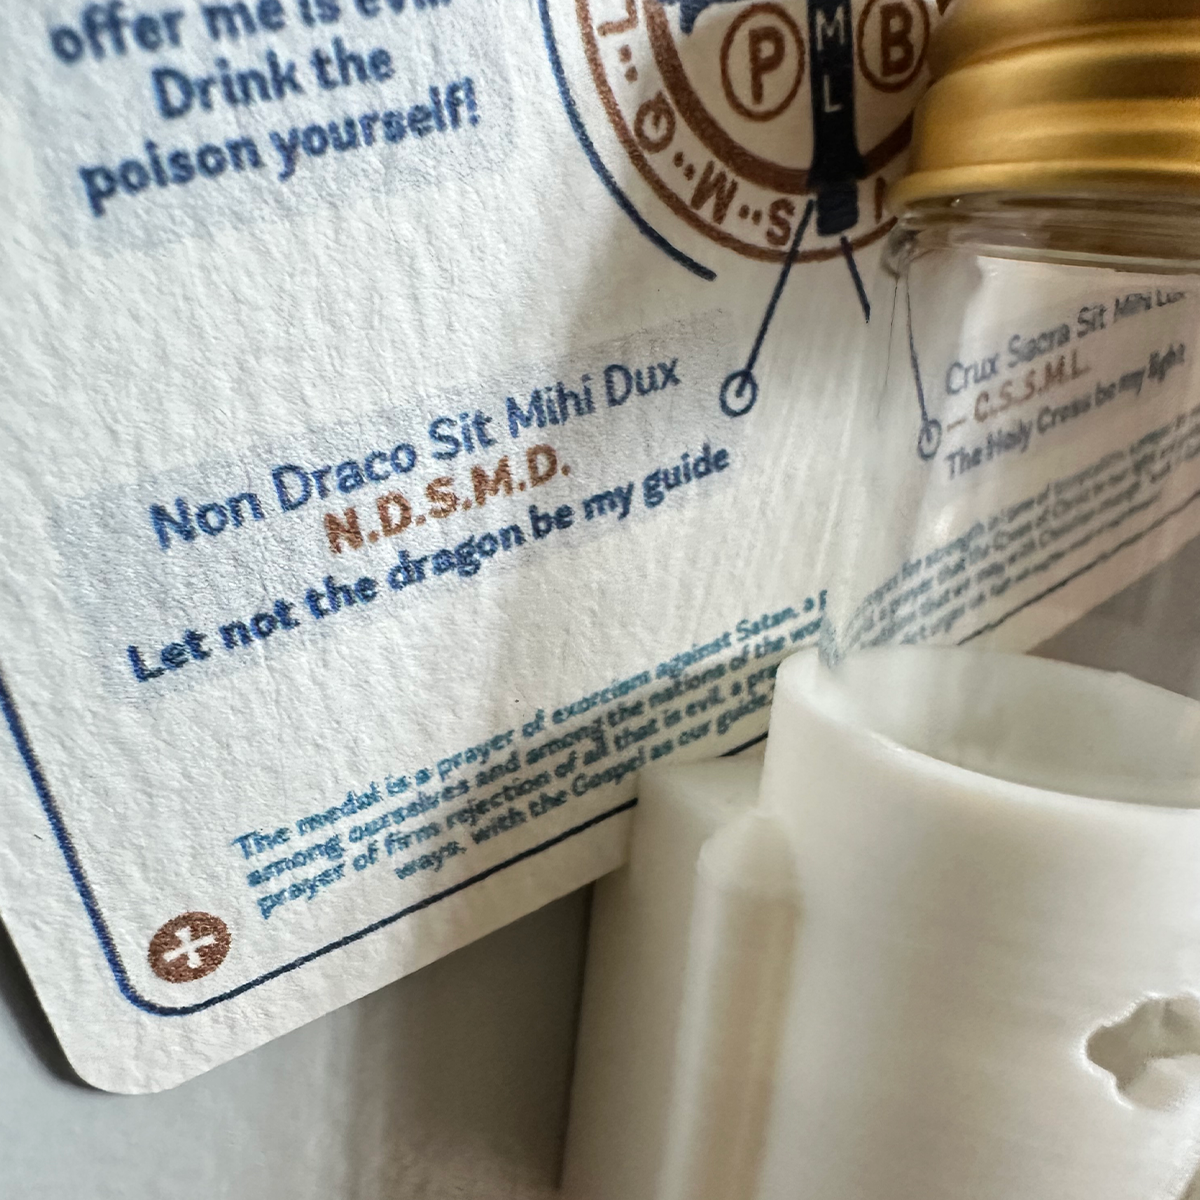 offer me is evil.
Drink the
poison yourself!
P
M
L
B
L
Q
M
S
Non Draco Sit Mihi Dux
N.D.S.M.D.
Let not the dragon be my guide
Crux Sacra Sit Mihi Lux
— C.S.S.M.L.
The Holy Cross be my light
The medal is a prayer of exorcism against Satan, a
among ourselves and among the nations of the
prayer of firm rejection of all that is evil, a
ways, with the Gospel as our guide.